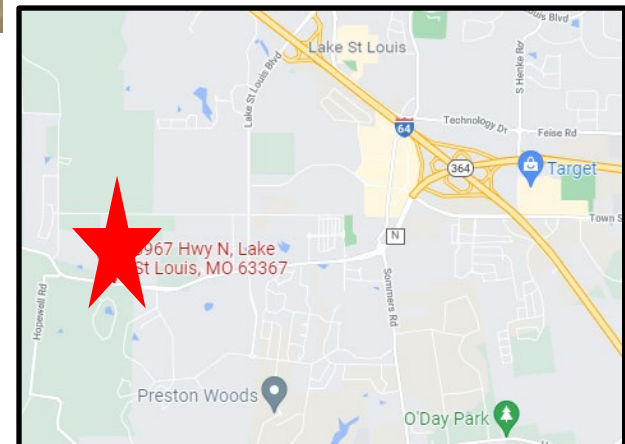 Lake St Louis
Lake St Louis Blvd
S Henke Rd
Technology Dr
Feise Rd
64
364
Target
Town
N
967 Hwy N, Lake
St Louis, MO 63367
Hopewell Rd
Sommers Rd
Preston Woods
O'Day Park